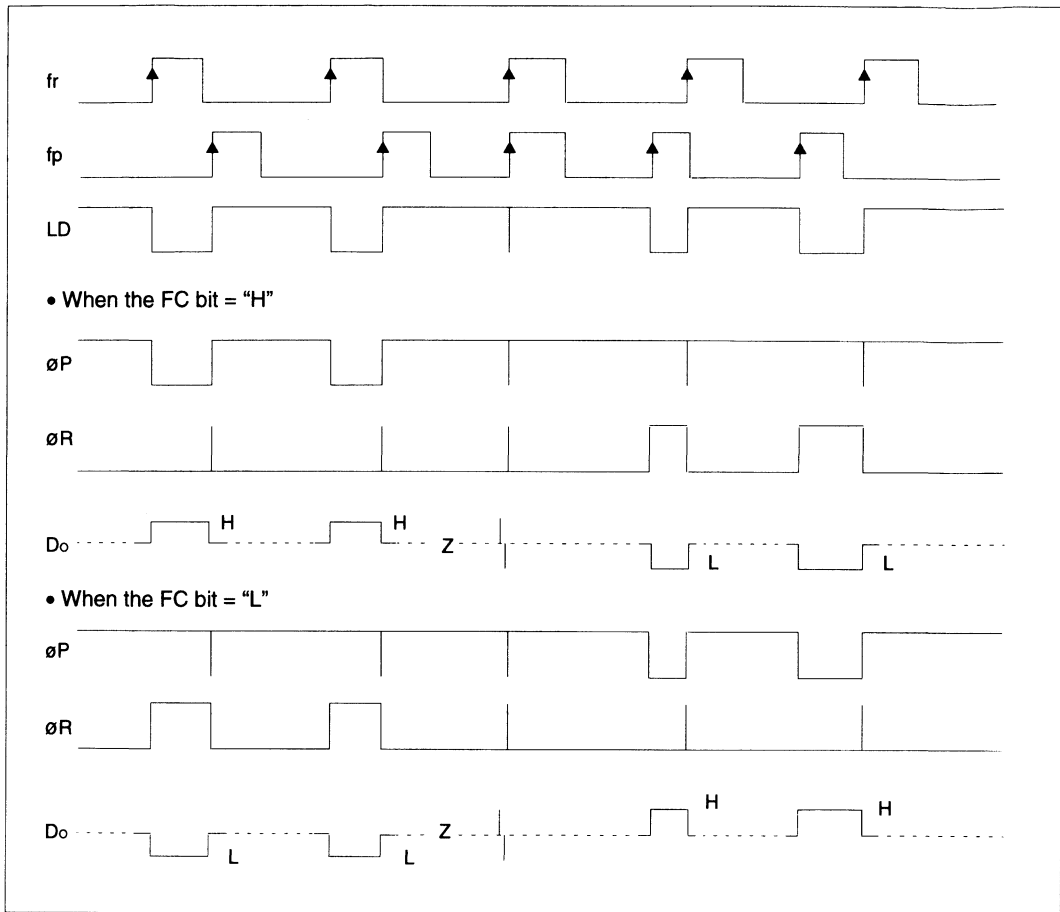 fr
fp
LD
• When the FC bit = “H”
øP
øR
H
H
Do
Z
L
L
• When the FC bit = “L”
øP
øR
H
H
Do
Z
L
L